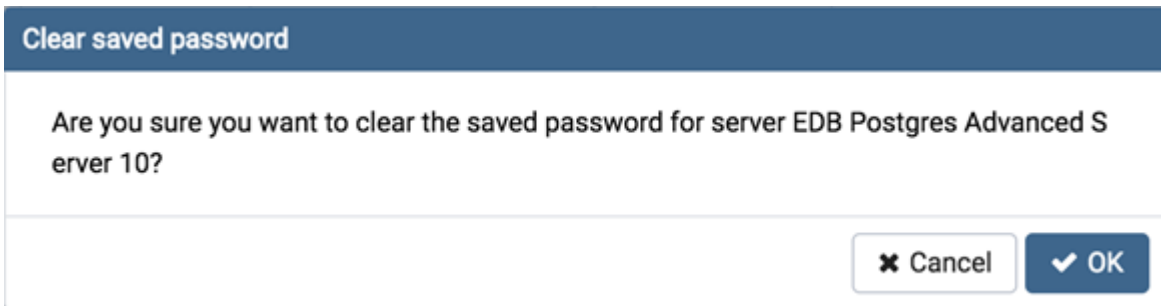 Clear saved password
Are you sure you want to clear the saved password for server EDB Postgres Advanced S
erver 10?
Cancel
OK